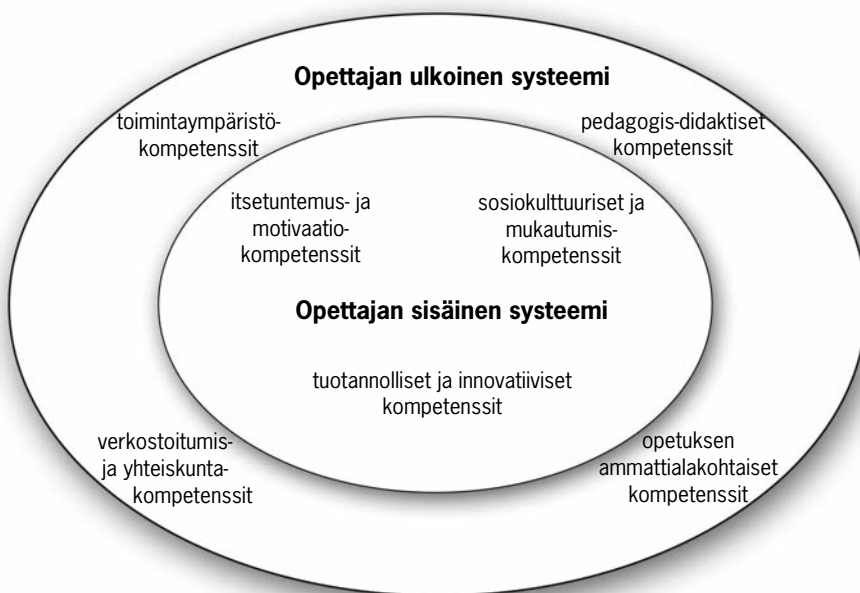 Opettajan ulkoinen systeemi
toimintaympäristö-
kompetenssit
pedagogis-didaktiset
kompetenssit
itsetuntemus- ja
motivaatio-
kompetenssit
sosiokulttuuriset ja
mukautumis-
kompetenssit
Opettajan sisäinen systeemi
tuotannolliset ja innovatiiviset
kompetenssit
verkostoitumis-
ja yhteiskunta-
kompetenssit
opetuksen
ammattialakohtaiset
kompetenssit